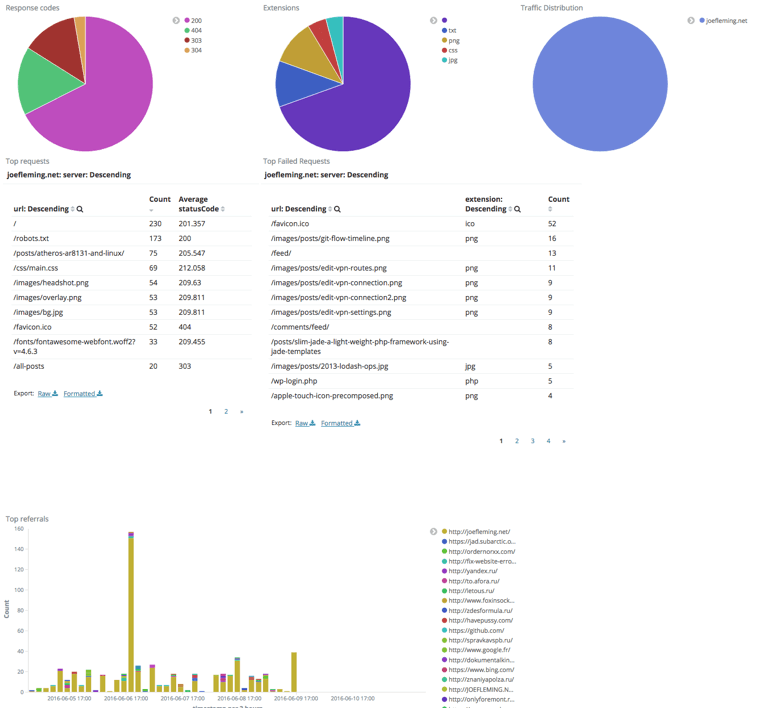 Response codes
200
404
303
304
Extensions
txt
png
css
jpg
Traffic Distribution
joefleming.net
Top requests
joefleming.net: server: Descending
url: Descending Count Average statusCode
/ 230 201.357
/robots.txt 173 200
/posts/atheros-ar8131-and-linux/ 75 205.547
/css/main.css 69 212.058
/images/headshot.png 54 209.63
/images/overlay.png 53 209.811
/images/bg.jpg 53 209.811
/favicon.ico 52 404
/fonts/fontawesome-webfont.woff2? 33 209.455
v=4.6.3
/all-posts 20 303
Export: Raw Formatted
1 2 »
Top Failed Requests
joefleming.net: server: Descending
url: Descending extension: Descending Count
/favicon.ico ico 52
/images/posts/git-flow-timeline.png png 16
/feed/ 13
/images/posts/edit-vpn-routes.png png 11
/images/posts/edit-vpn-connection.png png 9
/images/posts/edit-vpn-connection2.png png 9
/images/posts/edit-vpn-settings.png png 9
/comments/feed/ 8
/posts/slim-jade-a-light-weight-php-framework-using- 8
jade-templates
/images/posts/2013-lodash-ops.jpg jpg 5
/wp-login.php php 5
/apple-touch-icon-precomposed.png png 4
Export: Raw Formatted
1 2 3 4 »
Top referrals
Count
160
140
120
100
80
60
40
20
0
2016-06-05 17:00
2016-06-06 17:00
2016-06-07 17:00
2016-06-08 17:00
2016-06-09 17:00
2016-06-10 17:00
http://joefleming.net/
https://jad.subarctic.o...
http://ordernorxx.com/
http://fix-website-erro...
http://yandex.ru/
http://to.afora.ru/
http://letous.ru/
http://www.foxinsock...
http://zdesformula.ru/
http://havepussy.com/
https://github.com/
http://spravkavspb.ru/
http://www.google.fr/
http://dokumentalkin...
https://www.bing.com/
http://znaniyapolza.ru/
http://JOEFLEMING.N...
http://onlyforemont.r...